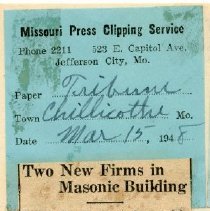 Missouri Press Clipping Service
Phone 2214 523 E. Capitol Ave.
Jefferson City, Mo.
Paper Tribune
Town Chillicothe Mo.
Date Mar 15, 1948
Two New Firms in
Masonic Building